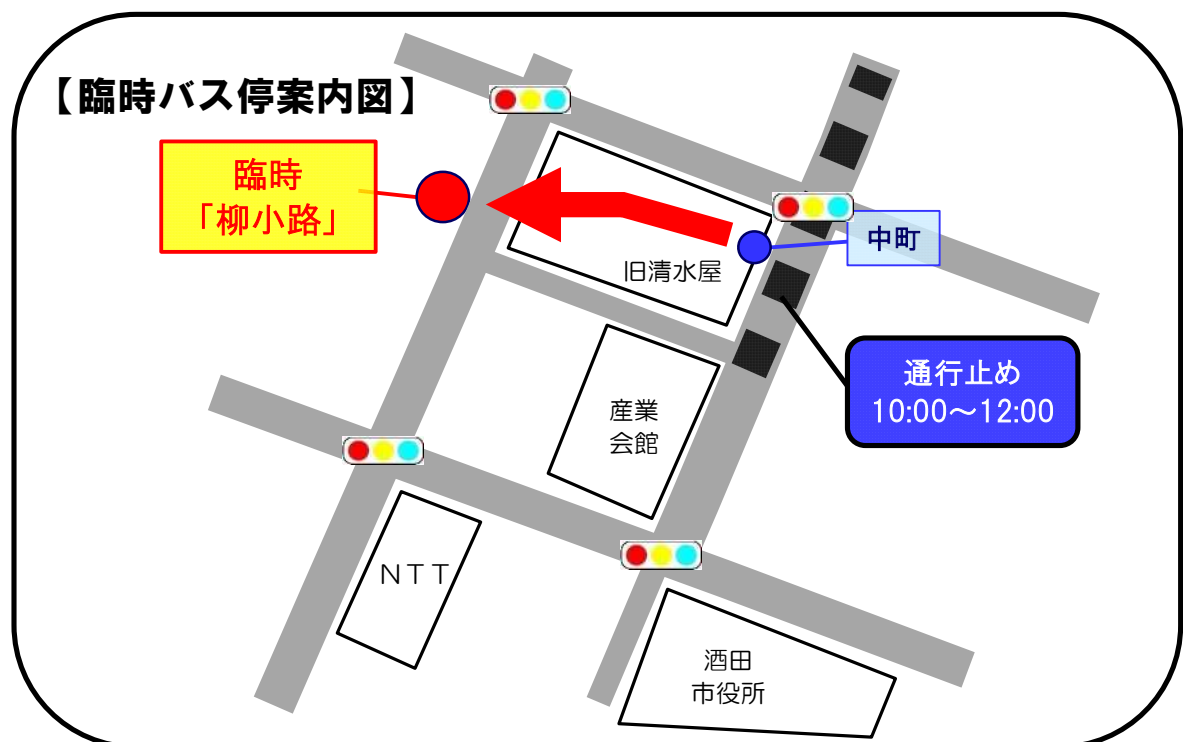 【臨時バス停案内図】
臨時
「柳小路」
中町
旧清水屋
通行止め
10:00～12:00
産業
会館
ＮＴＴ
酒田
市役所